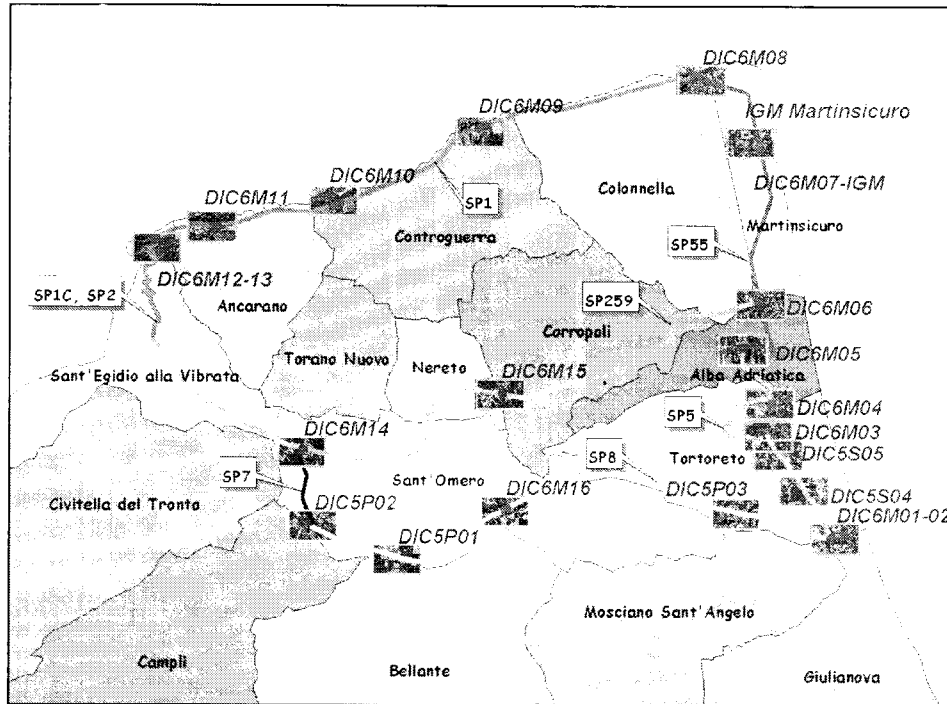 DIC6M08
DIC6M09
IGM Martinsicuro
DIC6M10
DIC6M11
SP1
Colonnella
DIC6M07-IGM
Martinsicuro
Controguerra
SP55
DIC6M12-13
SP1C, SP2
Ancarano
SP259
DIC6M06
Corropoli
Torano Nuovo
Nereto
DIC6M05
Sant'Egidio alla Vibrata
DIC6M15
Alba Adriatica
DIC6M04
SP5
DIC6M14
DIC6M03
DIC5S05
SP7
Sant'Omero
SP8
Tortoreto
DIC6M16
DIC5P03
DIC5S04
Civitella del Tronto
DIC5P02
DIC6M01-02
DIC5P01
Mosciano Sant'Angelo
Campli
Bellante
Giulianova